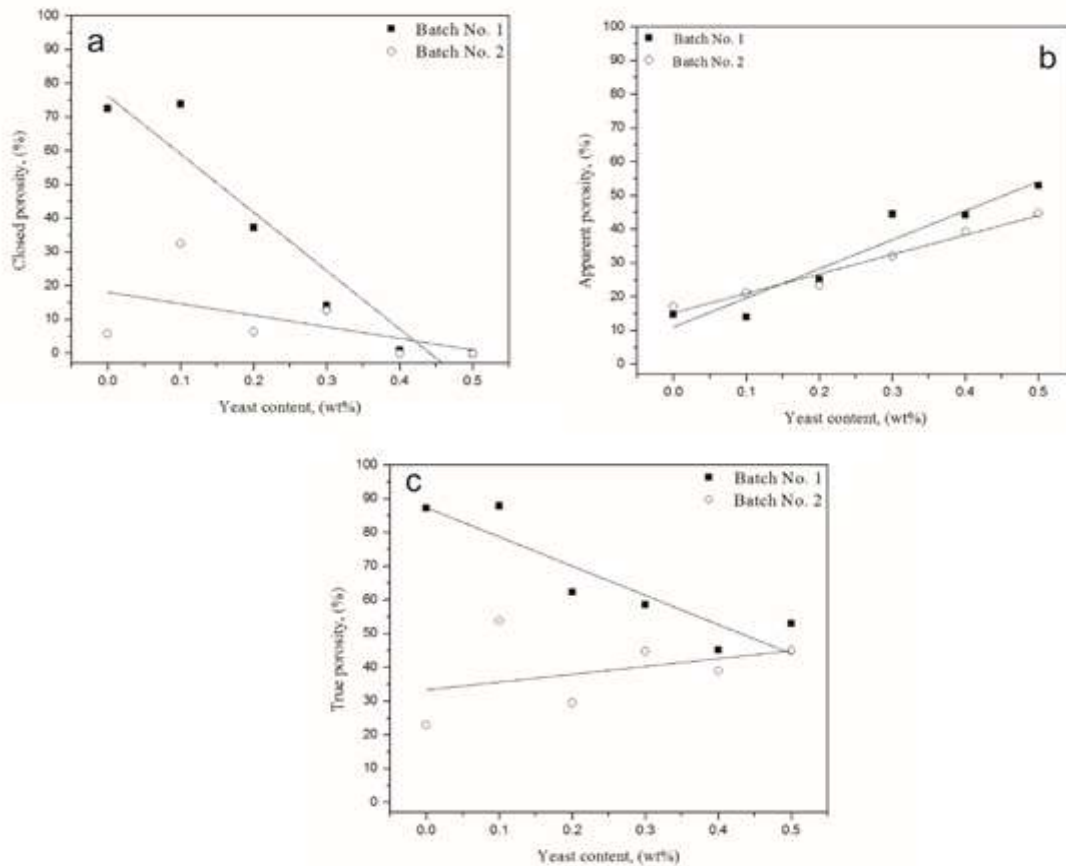 a
Batch No. 1
Batch No. 2
100
90
80
70
60
50
40
30
20
10
0
Closed porosity, (%)
0.0 0.1 0.2 0.3 0.4 0.5
Yeast content, (wt%)
b
Batch No. 1
Batch No. 2
100
90
80
70
60
50
40
30
20
10
0
Apparent porosity, (%)
0.0 0.1 0.2 0.3 0.4 0.5
Yeast content, (wt%)
c
Batch No. 1
Batch No. 2
100
90
80
70
60
50
40
30
20
10
0
True porosity, (%)
0.0 0.1 0.2 0.3 0.4 0.5
Yeast content, (wt%)